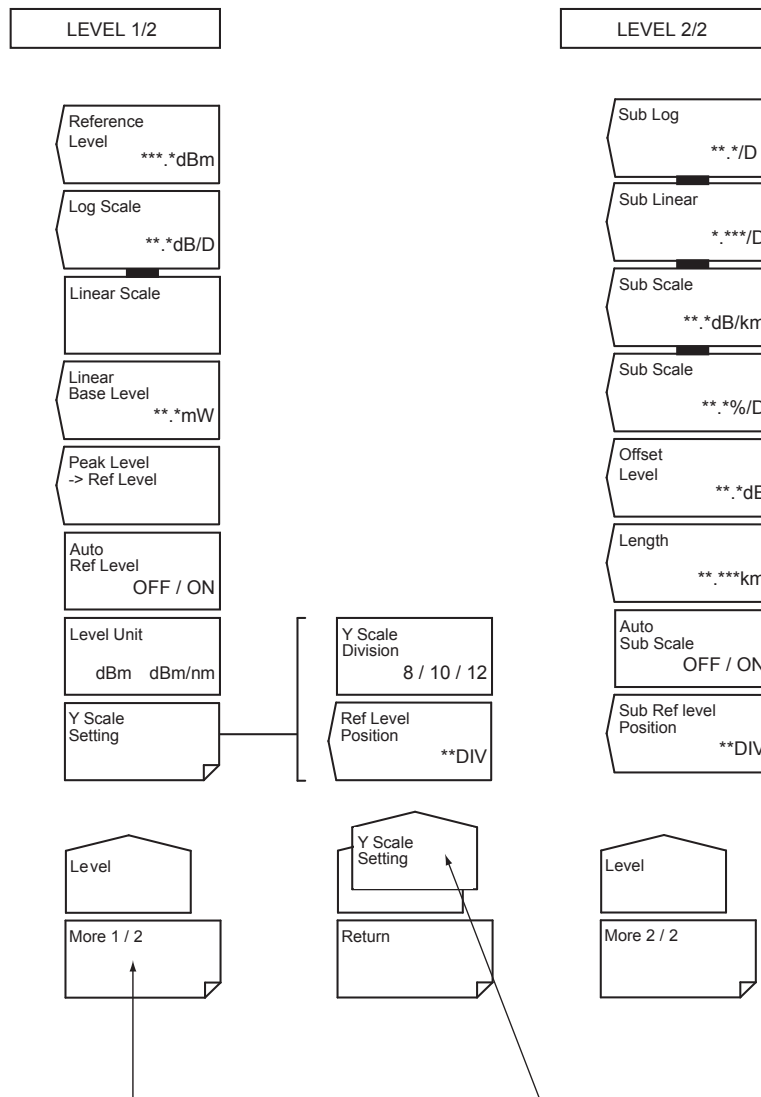 LEVEL 1/2
Reference
Level
***.*dBm
Log Scale
**.*dB/D
Linear Scale
Linear
Base Level
**.*mW
Peak Level
-> Ref Level
Auto
Ref Level
OFF / ON
Level Unit
dBm dBm/nm
Y Scale
Setting
Level
More 1 / 2
Y Scale
Division
8 / 10 / 12
Ref Level
Position
**DIV
Y Scale
Setting
Return
LEVEL 2/2
Sub Log
**.*/D
Sub Linear
*.***/D
Sub Scale
**.*dB/km
Sub Scale
**.*%/D
Offset
Level
**.*dB
Length
**.***km
Auto
Sub Scale
OFF / ON
Sub Ref level
Position
**DIV
Level
More 2 / 2